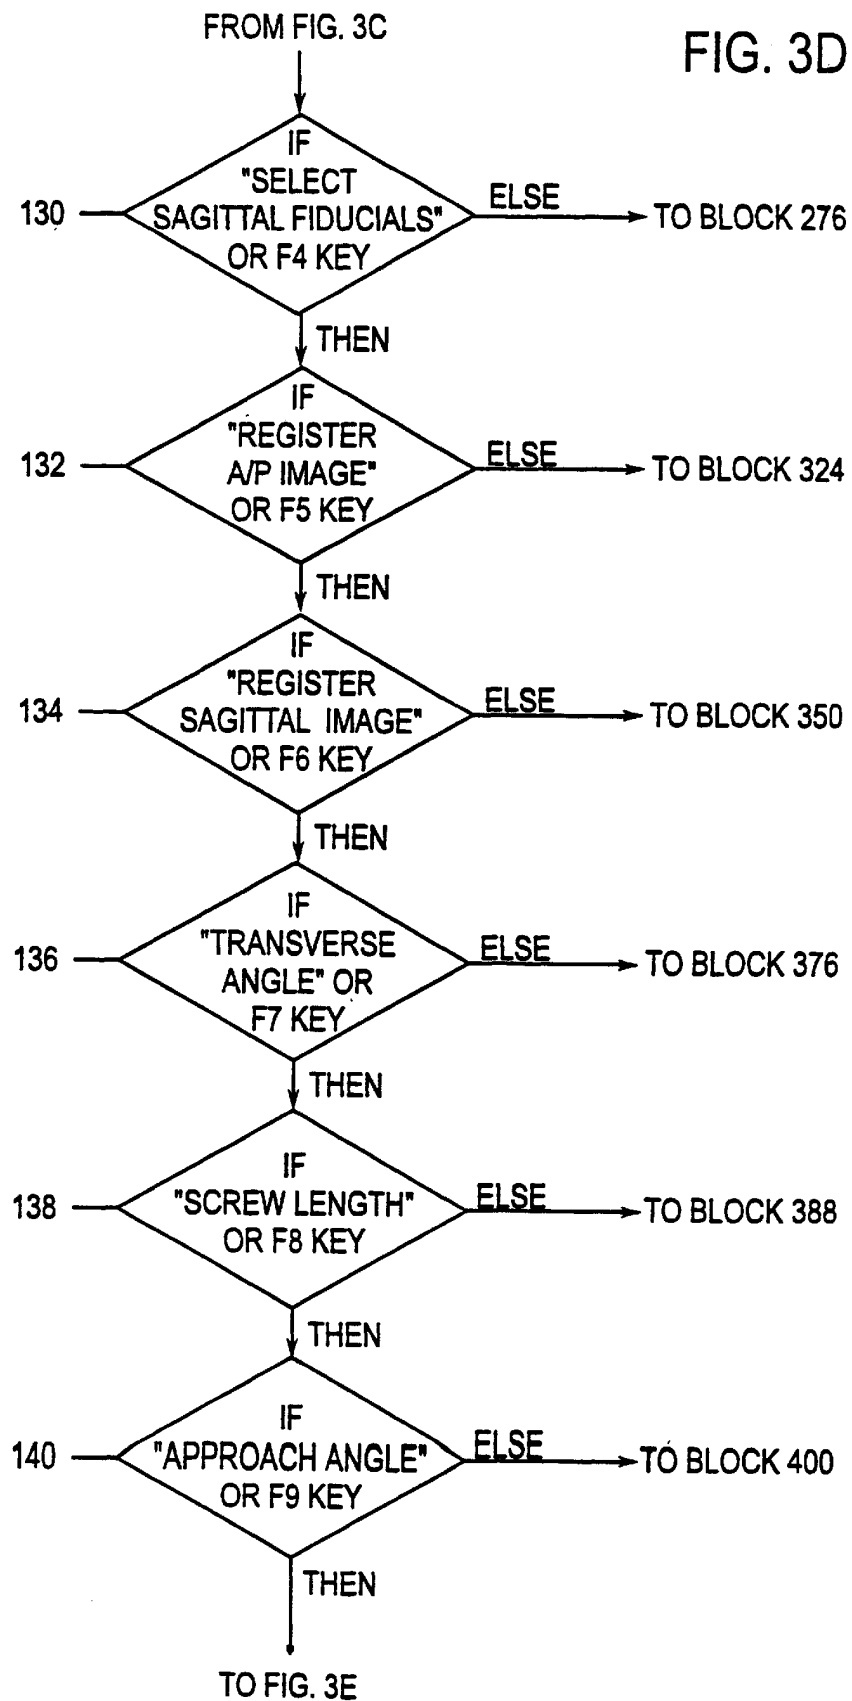 FROM FIG. 3C
FIG. 3D
IF
"SELECT
SAGITTAL FIDUCIALS"
OR F4 KEY
130
ELSE
TO BLOCK 276
THEN
IF
"REGISTER
A/P IMAGE"
OR F5 KEY
132
ELSE
TO BLOCK 324
THEN
IF
"REGISTER
SAGITTAL IMAGE"
OR F6 KEY
134
ELSE
TO BLOCK 350
THEN
IF
"TRANSVERSE
ANGLE" OR
F7 KEY
136
ELSE
TO BLOCK 376
THEN
IF
"SCREW LENGTH"
OR F8 KEY
138
ELSE
TO BLOCK 388
THEN
IF
"APPROACH ANGLE"
OR F9 KEY
140
ELSE
TO BLOCK 400
THEN
TO FIG. 3E